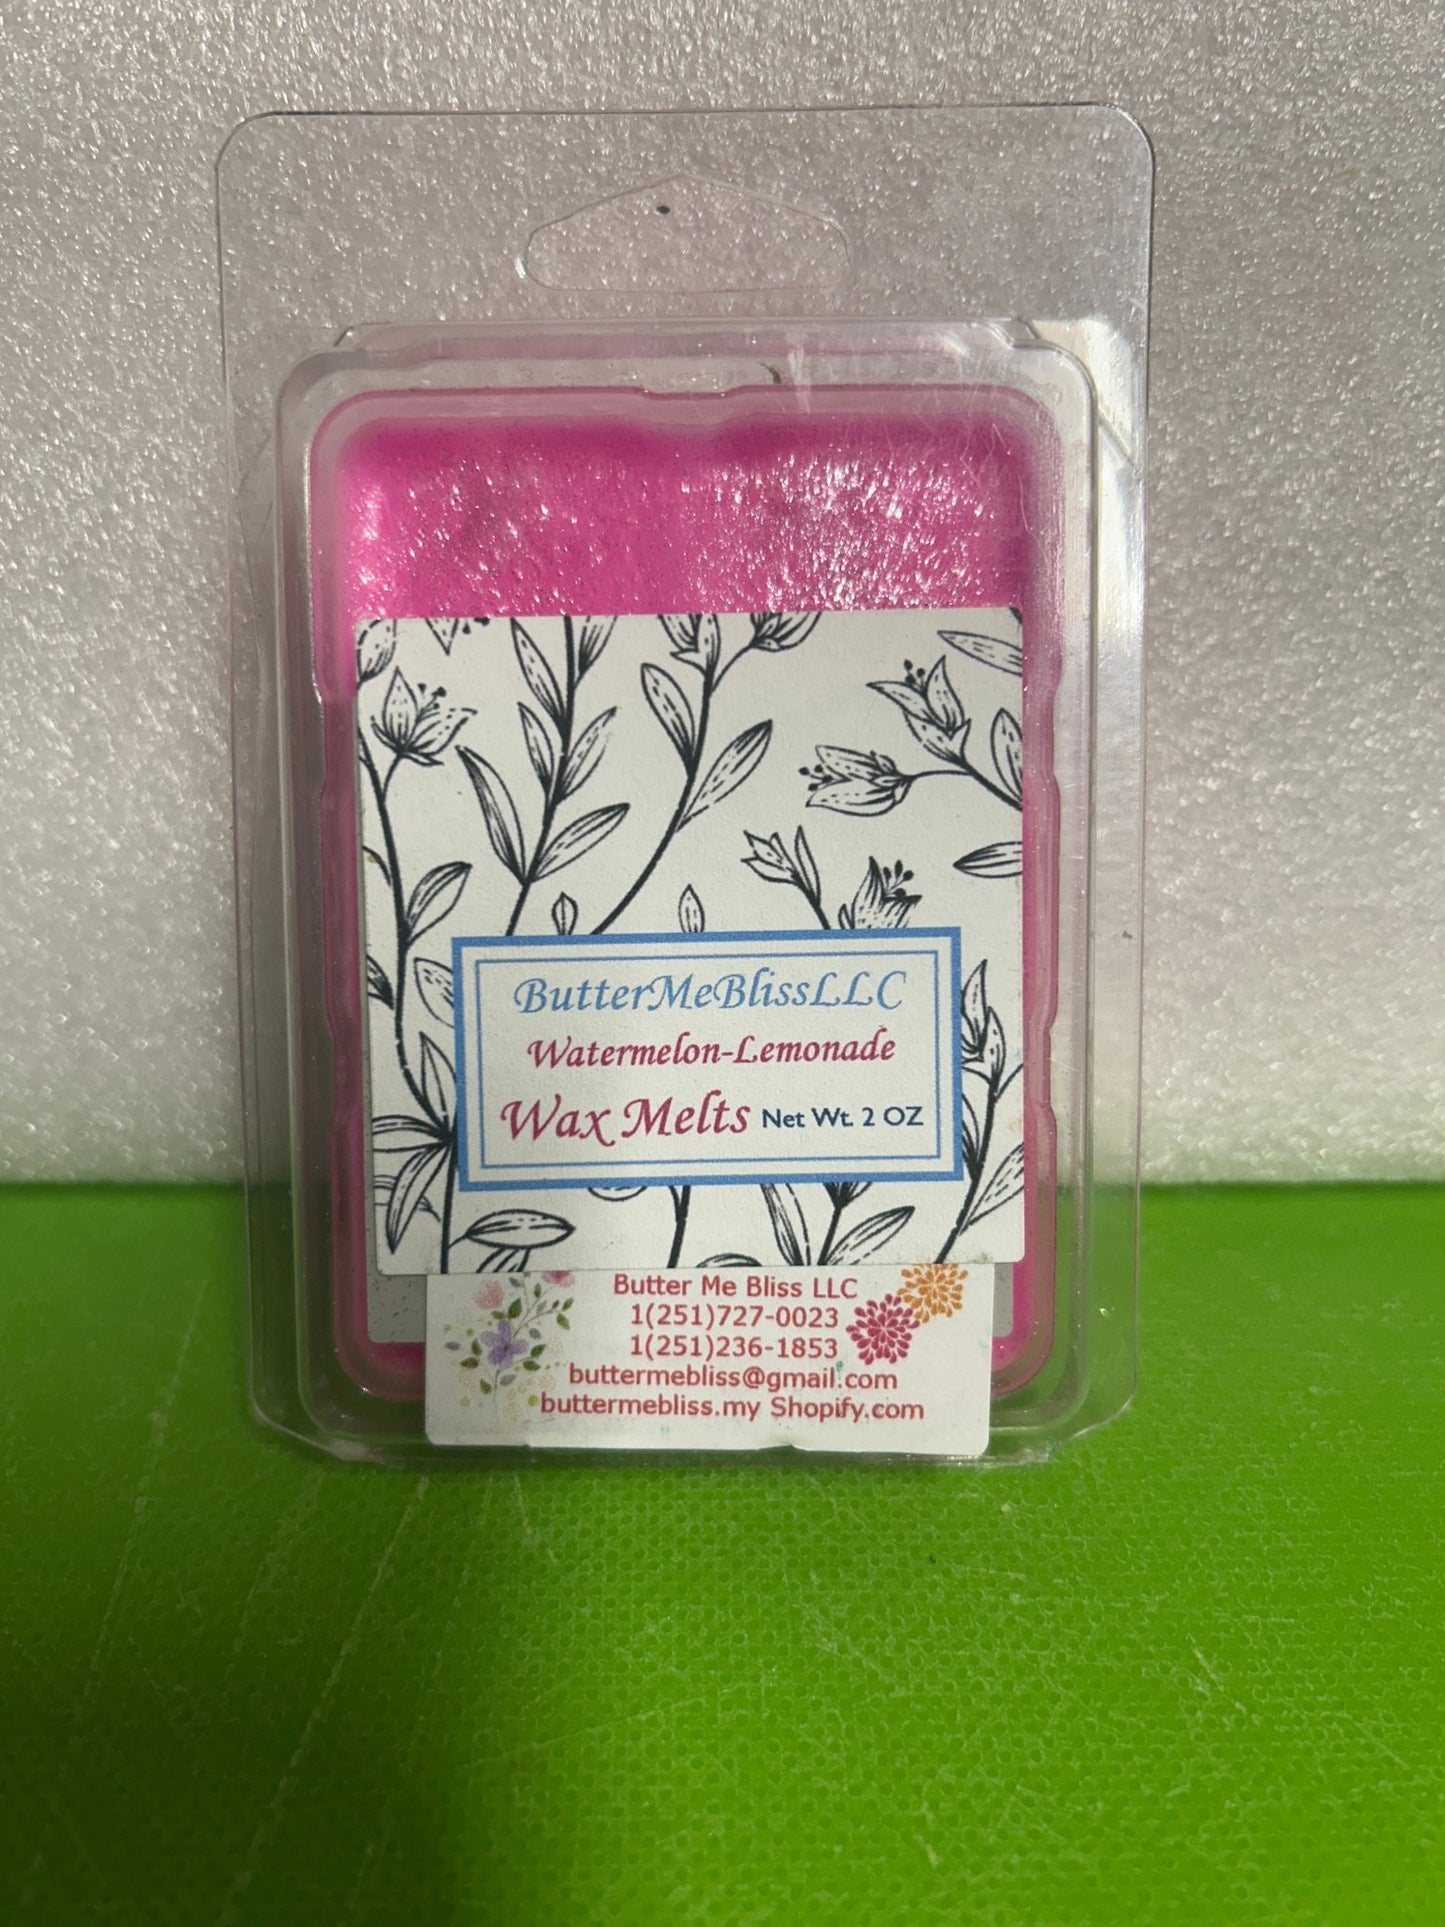 ButterMeBlissLLC
Watermelon-Lemonade
Wax Melts Net Wt. 2 OZ
Butter Me Bliss LLC
1(251)727-0023
1(251)236-1853
buttermebliss@gmail.com
buttermebliss.my Shopify.com